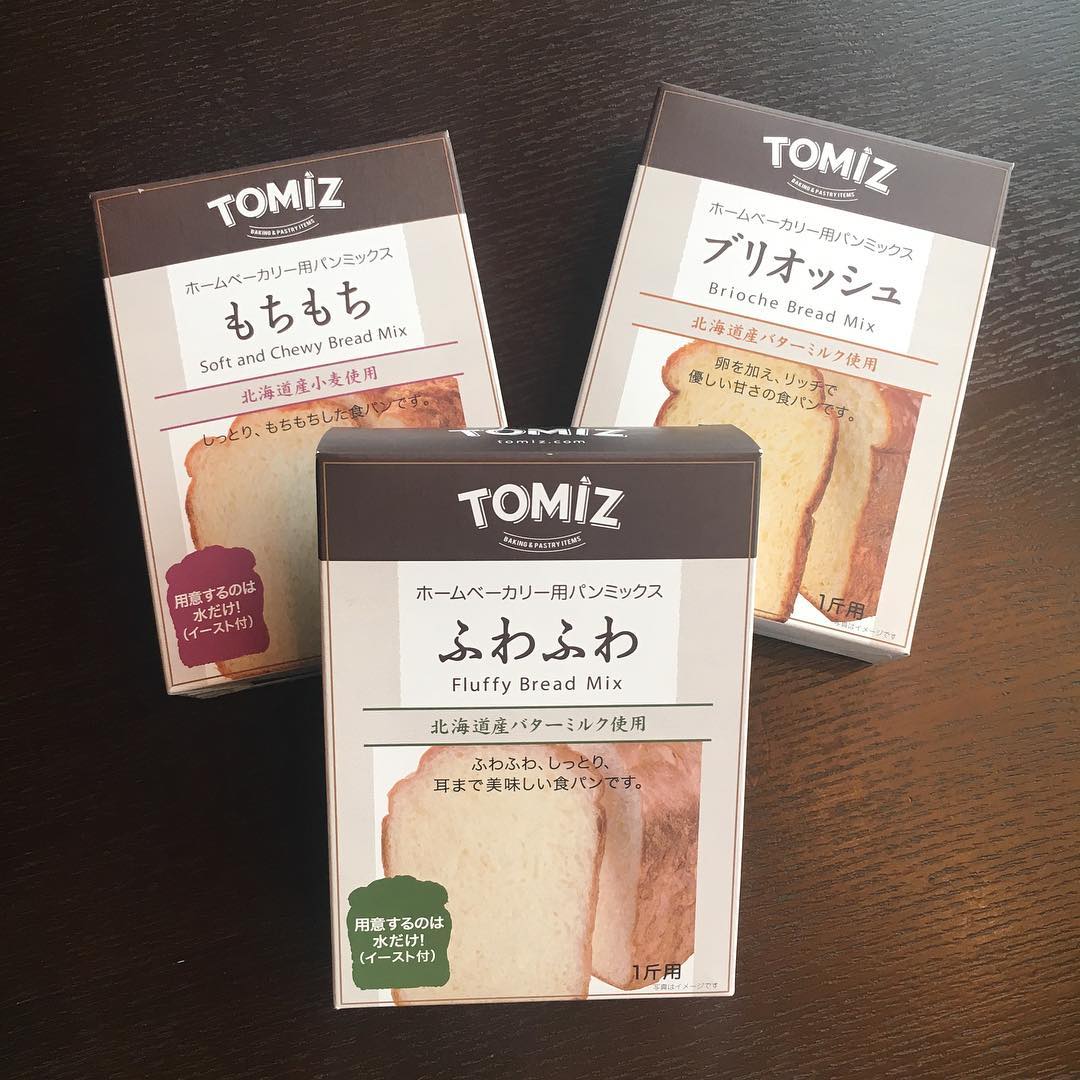 TOMIZ
BAKING & PASTRY ITEMS
ホームベーカリー用パンミックス
もちもち
Soft and Chewy Bread Mix
北海道産小麦使用
しっとり、もちもちした食パンです。
用意するのは
水だけ!
(イースト付)
TOMIZ
BAKING & PASTRY ITEMS
ホームベーカリー用パンミックス
ブリオッシュ
Brioche Bread Mix
北海道産バターミルク使用
卵を加え、リッチで
優しい甘さの食パンです。
1斤用
写真はイメージです
TOMIZ
tomiz.com
TOMIZ
BAKING & PASTRY ITEMS
ホームベーカリー用パンミックス
ふわふわ
Fluffy Bread Mix
北海道産バターミルク使用
ふわふわ、しっとり、
耳まで美味しい食パンです。
用意するのは
水だけ!
(イースト付)
1斤用
写真はイメージです